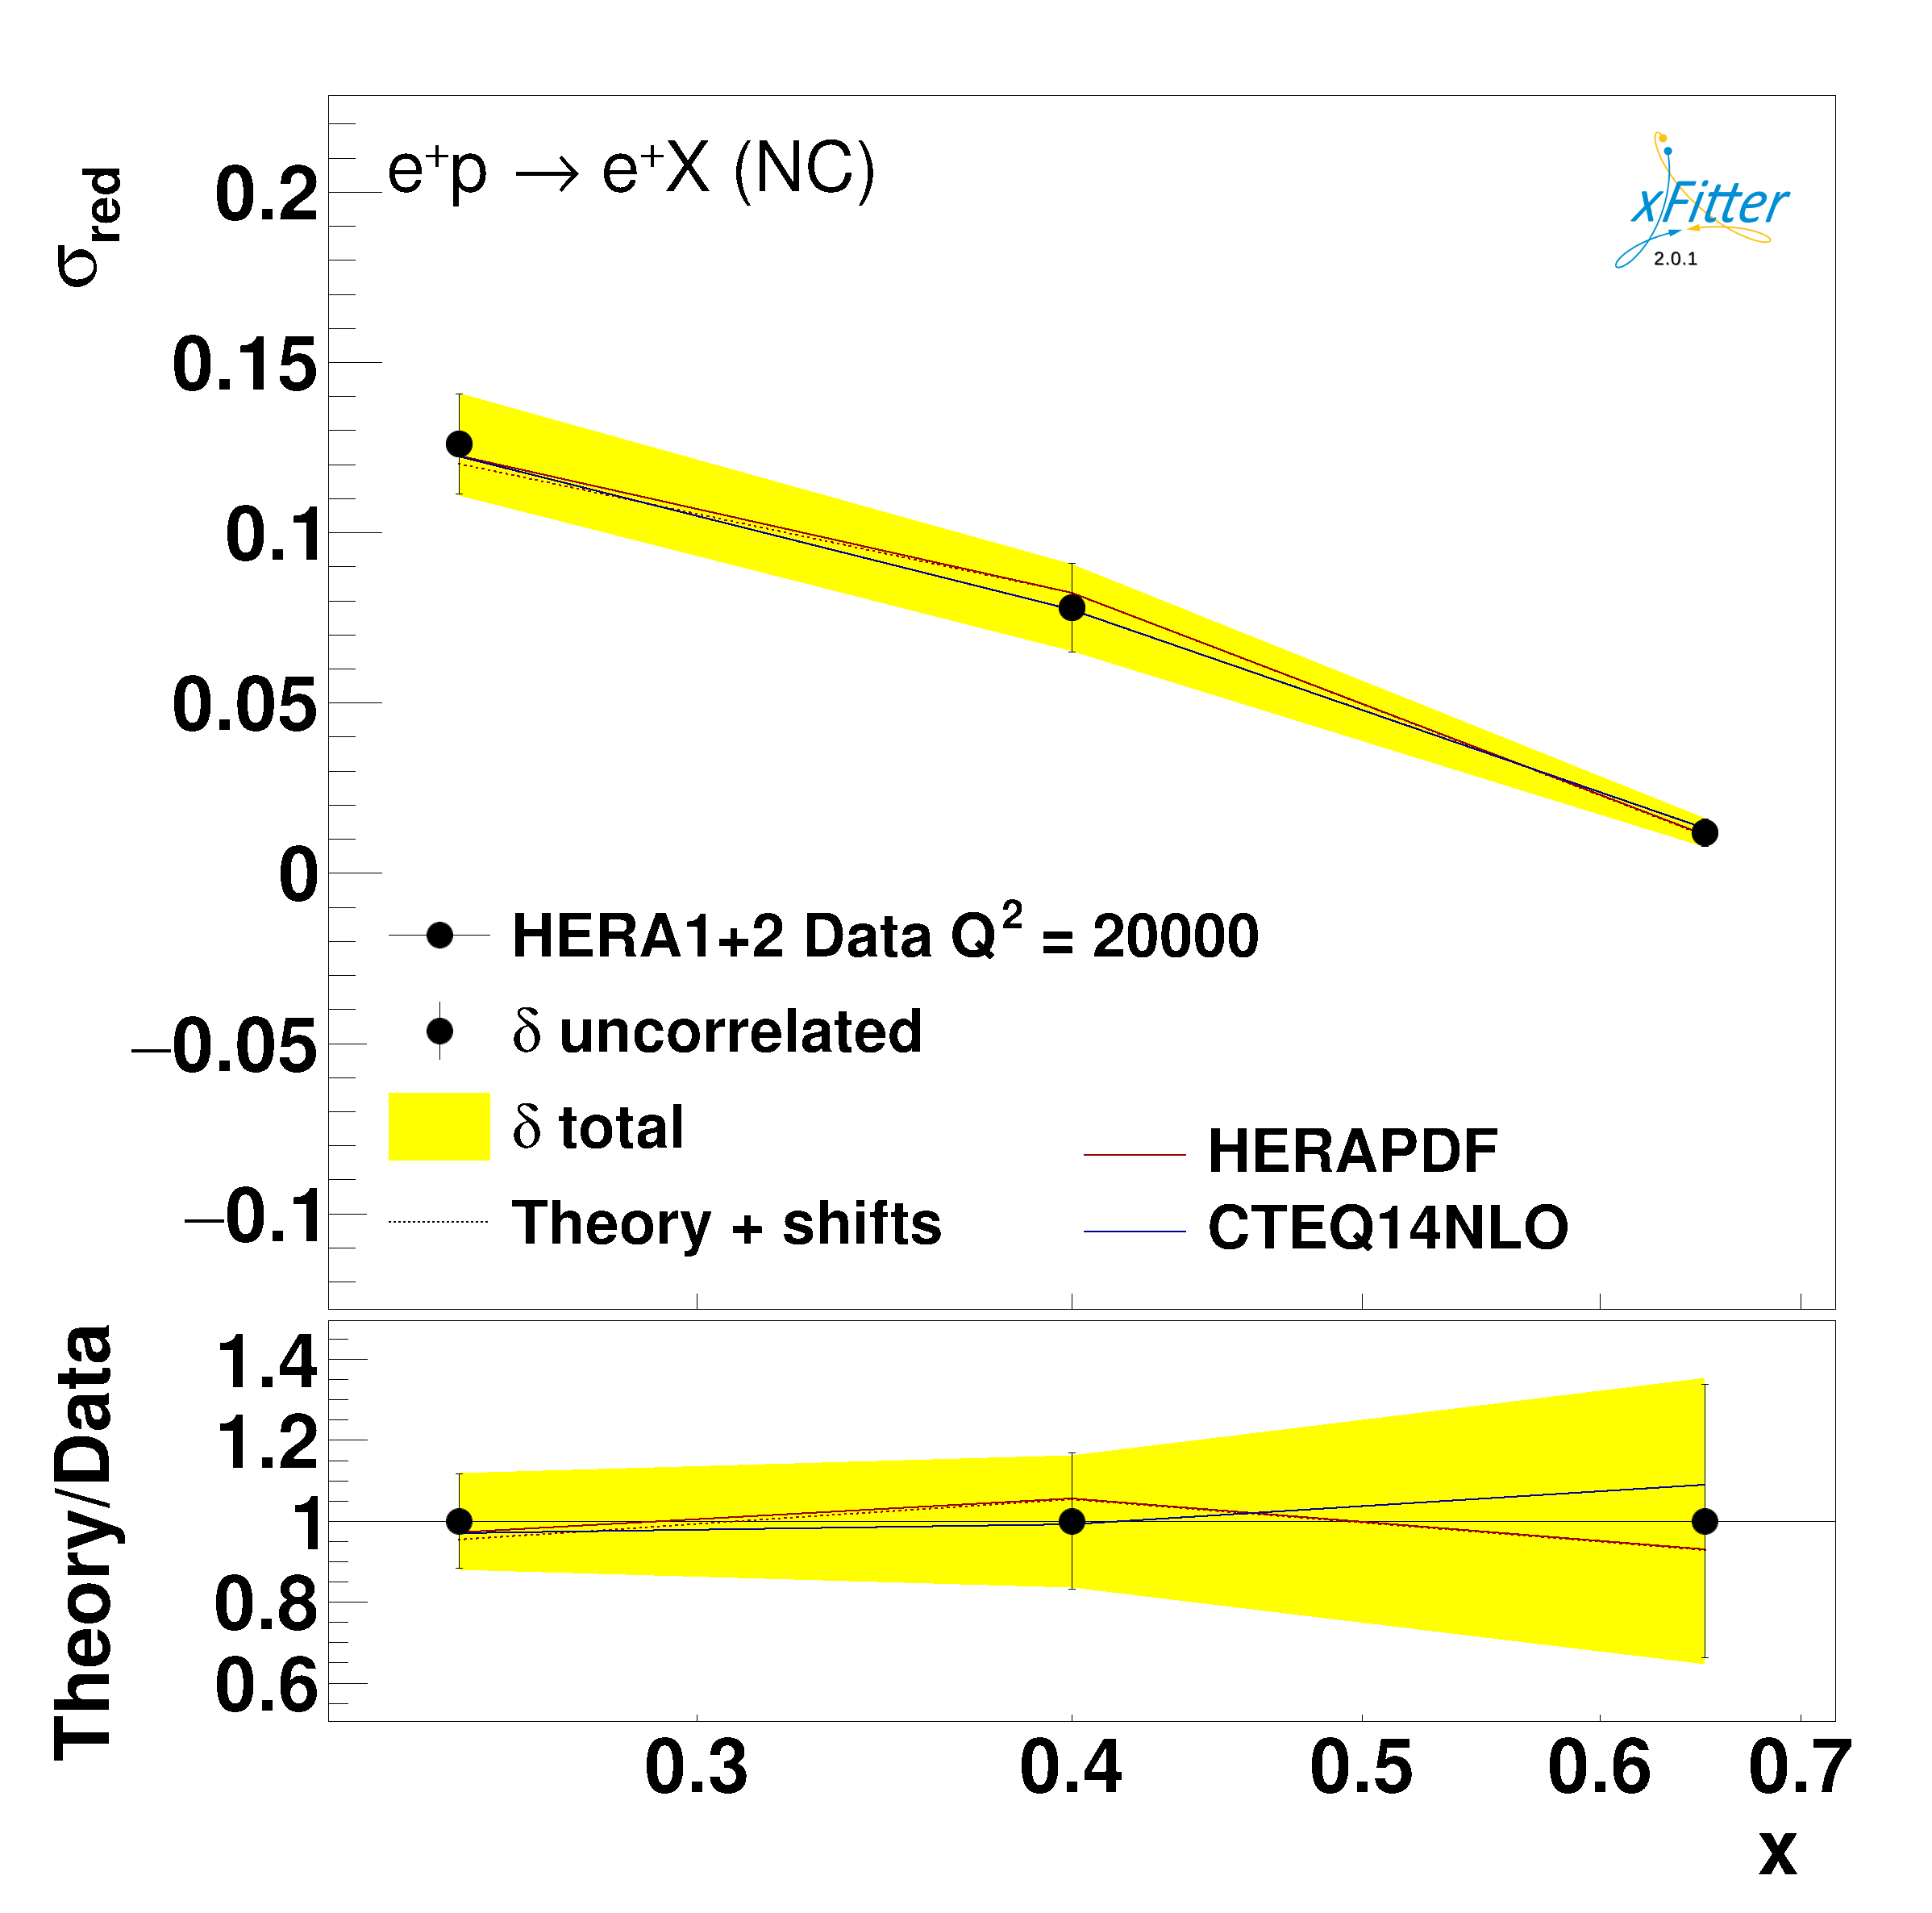 e+p → e+X (NC)
xFitter
2.0.1
σred
0.2
0.15
0.1
0.05
0
−0.05
−0.1
HERA1+2 Data Q2 = 20000
δ uncorrelated
δ total
Theory + shifts
HERAPDF
CTEQ14NLO
Theory/Data
1.4
1.2
1
0.8
0.6
0.3 0.4 0.5 0.6 0.7
x